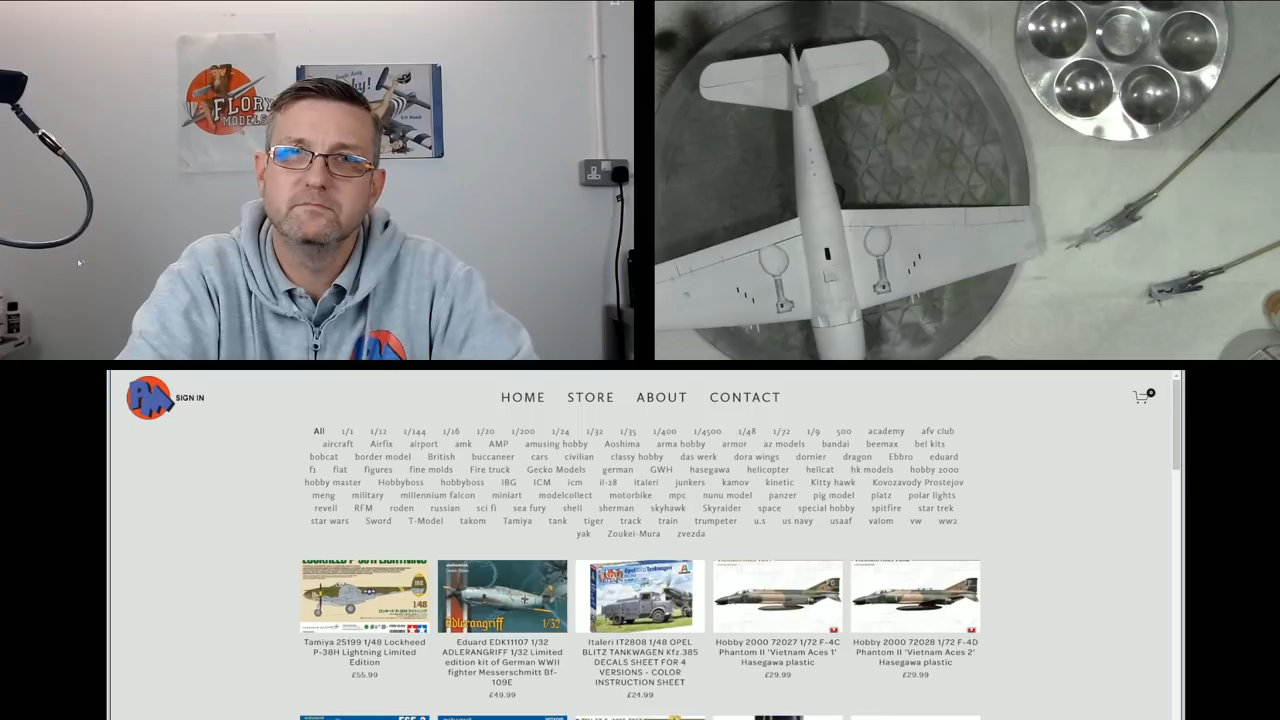 FLORY
MODELS
PM
SIGN IN
HOME STORE ABOUT CONTACT
0
All 1/1 1/12 1/144 1/16 1/20 1/200 1/24 1/32 1/35 1/400 1/4500 1/48 1/72 1/9 500 academy afv club
aircraft Airfix airport amk AMP amusing hobby Aoshima arma hobby armor az models bandai beemax bel kits
bobcat border model British buccaneer cars civilian classy hobby das werk dora wings dornier dragon Ebbro eduard
f1 fiat figures fine molds Fire truck Gecko Models german GWH hasegawa helicopter hellcat hk models hobby 2000
hobby master Hobbyboss hobbyboss IBG ICM icm il-28 italeri junkers kamov kinetic Kitty hawk Kovozavody Prostejov
meng military millennium falcon miniart modelcollect motorbike mpc nunu model panzer pig model platz polar lights
revell RFM roden russian sci fi sea fury shell sherman skyhawk Skyraider space special hobby spitfire star trek
star wars Sword T-Model takom Tamiya tank tiger track train trumpeter u.s us navy usaaf valom vw ww2
yak Zoukei-Mura zvezda
1/48
adlerangriff 1/32
Tamiya 25199 1/48 Lockheed
P-38H Lightning Limited
Edition
£55.99
Eduard EDK11107 1/32
ADLERANGRIFF 1/32 Limited
edition kit of German WWII
fighter Messerschmitt Bf-
109E
£49.99
Italeri IT2808 1/48 OPEL
BLITZ TANKWAGEN Kfz.385
DECALS SHEET FOR 4
VERSIONS - COLOR
INSTRUCTION SHEET
£24.99
Hobby 2000 72027 1/72 F-4C
Phantom II 'Vietnam Aces 1'
Hasegawa plastic
£29.99
Hobby 2000 72028 1/72 F-4D
Phantom II 'Vietnam Aces 2'
Hasegawa plastic
£29.99